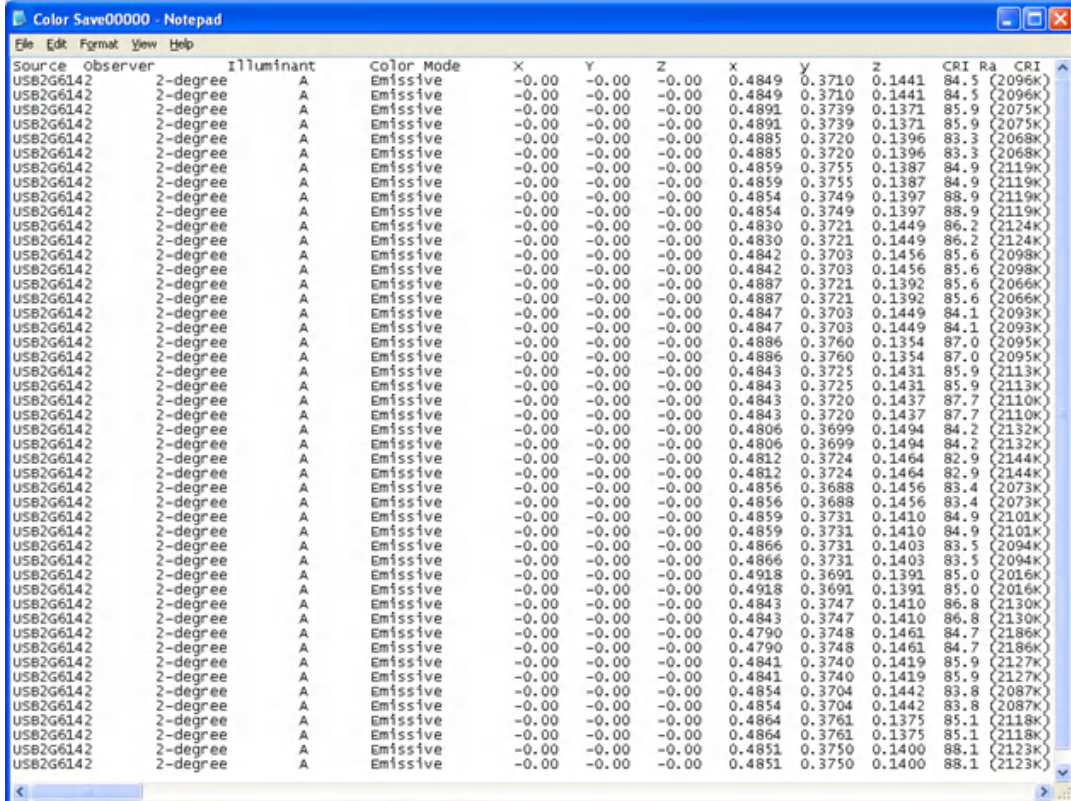 Color Save00000 - Notepad
File Edit Format View Help
Source Observer Illuminant Color Mode X Y Z x y z CRI Ra CRI
USB2G6142 2-degree A Emissive -0.00 -0.00 -0.00 0.4849 0.3710 0.1441 84.5 (2096K)
USB2G6142 2-degree A Emissive -0.00 -0.00 -0.00 0.4849 0.3710 0.1441 84.5 (2096K)
USB2G6142 2-degree A Emissive -0.00 -0.00 -0.00 0.4891 0.3739 0.1371 85.9 (2075K)
USB2G6142 2-degree A Emissive -0.00 -0.00 -0.00 0.4891 0.3739 0.1371 85.9 (2075K)
USB2G6142 2-degree A Emissive -0.00 -0.00 -0.00 0.4885 0.3720 0.1396 83.3 (2068K)
USB2G6142 2-degree A Emissive -0.00 -0.00 -0.00 0.4885 0.3720 0.1396 83.3 (2068K)
USB2G6142 2-degree A Emissive -0.00 -0.00 -0.00 0.4859 0.3755 0.1387 84.9 (2119K)
USB2G6142 2-degree A Emissive -0.00 -0.00 -0.00 0.4859 0.3755 0.1387 84.9 (2119K)
USB2G6142 2-degree A Emissive -0.00 -0.00 -0.00 0.4854 0.3749 0.1397 88.9 (2119K)
USB2G6142 2-degree A Emissive -0.00 -0.00 -0.00 0.4854 0.3749 0.1397 88.9 (2119K)
USB2G6142 2-degree A Emissive -0.00 -0.00 -0.00 0.4830 0.3721 0.1449 86.2 (2124K)
USB2G6142 2-degree A Emissive -0.00 -0.00 -0.00 0.4830 0.3721 0.1449 86.2 (2124K)
USB2G6142 2-degree A Emissive -0.00 -0.00 -0.00 0.4842 0.3703 0.1456 85.6 (2098K)
USB2G6142 2-degree A Emissive -0.00 -0.00 -0.00 0.4842 0.3703 0.1456 85.6 (2098K)
USB2G6142 2-degree A Emissive -0.00 -0.00 -0.00 0.4887 0.3721 0.1392 85.6 (2066K)
USB2G6142 2-degree A Emissive -0.00 -0.00 -0.00 0.4887 0.3721 0.1392 85.6 (2066K)
USB2G6142 2-degree A Emissive -0.00 -0.00 -0.00 0.4847 0.3703 0.1449 84.1 (2093K)
USB2G6142 2-degree A Emissive -0.00 -0.00 -0.00 0.4847 0.3703 0.1449 84.1 (2093K)
USB2G6142 2-degree A Emissive -0.00 -0.00 -0.00 0.4886 0.3760 0.1354 87.0 (2095K)
USB2G6142 2-degree A Emissive -0.00 -0.00 -0.00 0.4886 0.3760 0.1354 87.0 (2095K)
USB2G6142 2-degree A Emissive -0.00 -0.00 -0.00 0.4843 0.3725 0.1431 85.9 (2113K)
USB2G6142 2-degree A Emissive -0.00 -0.00 -0.00 0.4843 0.3725 0.1431 85.9 (2113K)
USB2G6142 2-degree A Emissive -0.00 -0.00 -0.00 0.4843 0.3720 0.1437 87.7 (2110K)
USB2G6142 2-degree A Emissive -0.00 -0.00 -0.00 0.4843 0.3720 0.1437 87.7 (2110K)
USB2G6142 2-degree A Emissive -0.00 -0.00 -0.00 0.4806 0.3699 0.1494 84.2 (2132K)
USB2G6142 2-degree A Emissive -0.00 -0.00 -0.00 0.4806 0.3699 0.1494 84.2 (2132K)
USB2G6142 2-degree A Emissive -0.00 -0.00 -0.00 0.4812 0.3724 0.1464 82.9 (2144K)
USB2G6142 2-degree A Emissive -0.00 -0.00 -0.00 0.4812 0.3724 0.1464 82.9 (2144K)
USB2G6142 2-degree A Emissive -0.00 -0.00 -0.00 0.4856 0.3688 0.1456 83.4 (2073K)
USB2G6142 2-degree A Emissive -0.00 -0.00 -0.00 0.4856 0.3688 0.1456 83.4 (2073K)
USB2G6142 2-degree A Emissive -0.00 -0.00 -0.00 0.4859 0.3731 0.1410 84.9 (2101K)
USB2G6142 2-degree A Emissive -0.00 -0.00 -0.00 0.4859 0.3731 0.1410 84.9 (2101K)
USB2G6142 2-degree A Emissive -0.00 -0.00 -0.00 0.4866 0.3731 0.1403 83.5 (2094K)
USB2G6142 2-degree A Emissive -0.00 -0.00 -0.00 0.4866 0.3731 0.1403 83.5 (2094K)
USB2G6142 2-degree A Emissive -0.00 -0.00 -0.00 0.4918 0.3691 0.1391 85.0 (2016K)
USB2G6142 2-degree A Emissive -0.00 -0.00 -0.00 0.4918 0.3691 0.1391 85.0 (2016K)
USB2G6142 2-degree A Emissive -0.00 -0.00 -0.00 0.4843 0.3747 0.1410 86.8 (2130K)
USB2G6142 2-degree A Emissive -0.00 -0.00 -0.00 0.4843 0.3747 0.1410 86.8 (2130K)
USB2G6142 2-degree A Emissive -0.00 -0.00 -0.00 0.4790 0.3748 0.1461 84.7 (2186K)
USB2G6142 2-degree A Emissive -0.00 -0.00 -0.00 0.4790 0.3748 0.1461 84.7 (2186K)
USB2G6142 2-degree A Emissive -0.00 -0.00 -0.00 0.4841 0.3740 0.1419 85.9 (2127K)
USB2G6142 2-degree A Emissive -0.00 -0.00 -0.00 0.4841 0.3740 0.1419 85.9 (2127K)
USB2G6142 2-degree A Emissive -0.00 -0.00 -0.00 0.4854 0.3704 0.1442 83.8 (2087K)
USB2G6142 2-degree A Emissive -0.00 -0.00 -0.00 0.4854 0.3704 0.1442 83.8 (2087K)
USB2G6142 2-degree A Emissive -0.00 -0.00 -0.00 0.4864 0.3761 0.1375 85.1 (2118K)
USB2G6142 2-degree A Emissive -0.00 -0.00 -0.00 0.4864 0.3761 0.1375 85.1 (2118K)
USB2G6142 2-degree A Emissive -0.00 -0.00 -0.00 0.4851 0.3750 0.1400 88.1 (2123K)
USB2G6142 2-degree A Emissive -0.00 -0.00 -0.00 0.4851 0.3750 0.1400 88.1 (2123K)